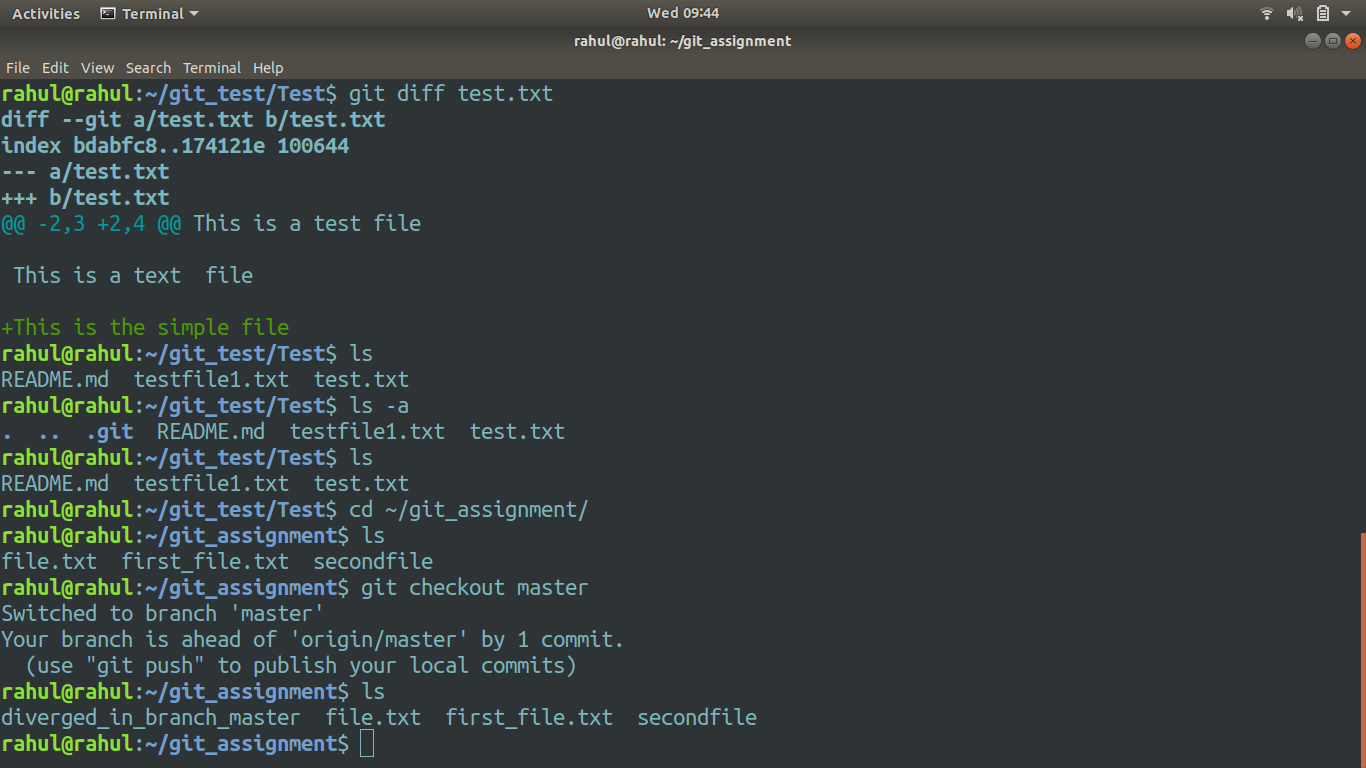 Activities Terminal Wed 09:44
rahul@rahul: ~/git_assignment
File Edit View Search Terminal Help
rahul@rahul:~/git_test/Test$ git diff test.txt
diff --git a/test.txt b/test.txt
index bdabfc8..174121e 100644
--- a/test.txt
+++ b/test.txt
@@ -2,3 +2,4 @@ This is a test file
 This is a text  file
+This is the simple file
rahul@rahul:~/git_test/Test$ ls
README.md  testfile1.txt  test.txt
rahul@rahul:~/git_test/Test$ ls -a
.  ..  .git  README.md  testfile1.txt  test.txt
rahul@rahul:~/git_test/Test$ ls
README.md  testfile1.txt  test.txt
rahul@rahul:~/git_test/Test$ cd ~/git_assignment/
rahul@rahul:~/git_assignment$ ls
file.txt  first_file.txt  secondfile
rahul@rahul:~/git_assignment$ git checkout master
Switched to branch 'master'
Your branch is ahead of 'origin/master' by 1 commit.
  (use "git push" to publish your local commits)
rahul@rahul:~/git_assignment$ ls
diverged_in_branch_master  file.txt  first_file.txt  secondfile
rahul@rahul:~/git_assignment$